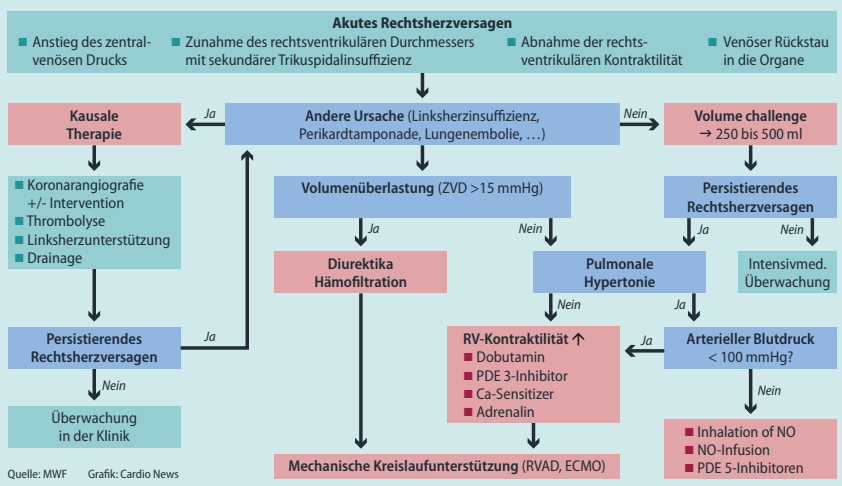 Akutes Rechtsherzversagen
■ Anstieg des zentral-
venösen Drucks
■ Zunahme des rechtsventrikulären Durchmessers
mit sekundärer Trikuspidalinsuffizienz
■ Abnahme der rechts-
ventrikulären Kontraktilität
■ Venöser Rückstau
in die Organe
Kausale
Therapie
Ja
Andere Ursache (Linksherzinsuffizienz,
Perikardtamponade, Lungenembolie, …)
Nein
Volume challenge
→ 250 bis 500 ml
■ Koronarangiografie
+/- Intervention
■ Thrombolyse
■ Linksherzunterstützung
■ Drainage
Volumenüberlastung (ZVD >15 mmHg)
Persistierendes
Rechtsherzversagen
Ja
Nein
Ja
Nein
Diuretika
Hämofiltration
Pulmonale
Hypertonie
Intensivmed.
Überwachung
Nein
Ja
Persistierendes
Rechtsherzversagen
Ja
RV-Kontraktilität ↑
■ Dobutamin
■ PDE 3-Inhibitor
■ Ca-Sensitizer
■ Adrenalin
Ja
Arterieller Blutdruck
< 100 mmHg?
Nein
Nein
Überwachung
in der Klinik
■ Inhalation of NO
■ NO-Infusion
■ PDE 5-Inhibitoren
Mechanische Kreislaufunterstützung (RVAD, ECMO)
Quelle: MWF Grafik: Cardio News